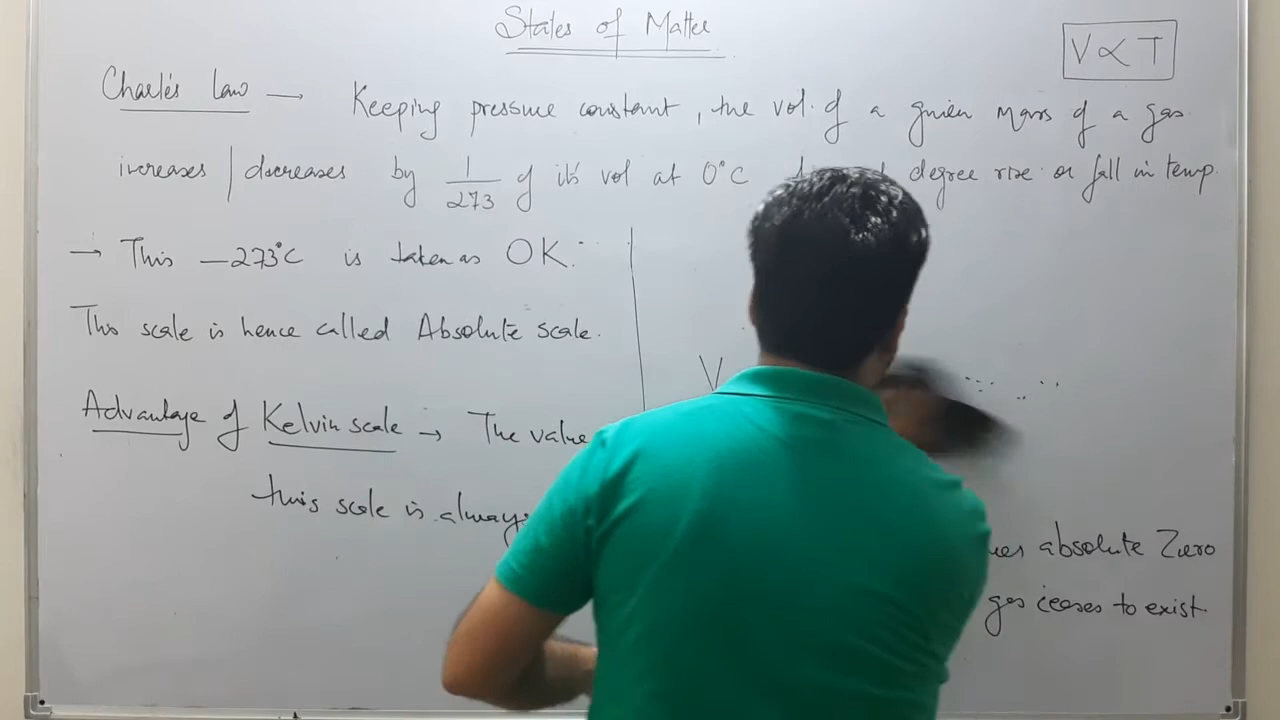 States of Matter
V ∝ T
Charle's Law → Keeping pressure constant, the vol. of a given mass of a gas
increases / decreases by 1/273 of it's vol at 0°C degree rise or fall in temp.
→ This -273°C is taken as 0K.
This scale is hence called Absolute scale.
V
Advantage of Kelvin scale → The value
this scale is always
absolute Zero
gas ceases to exist.